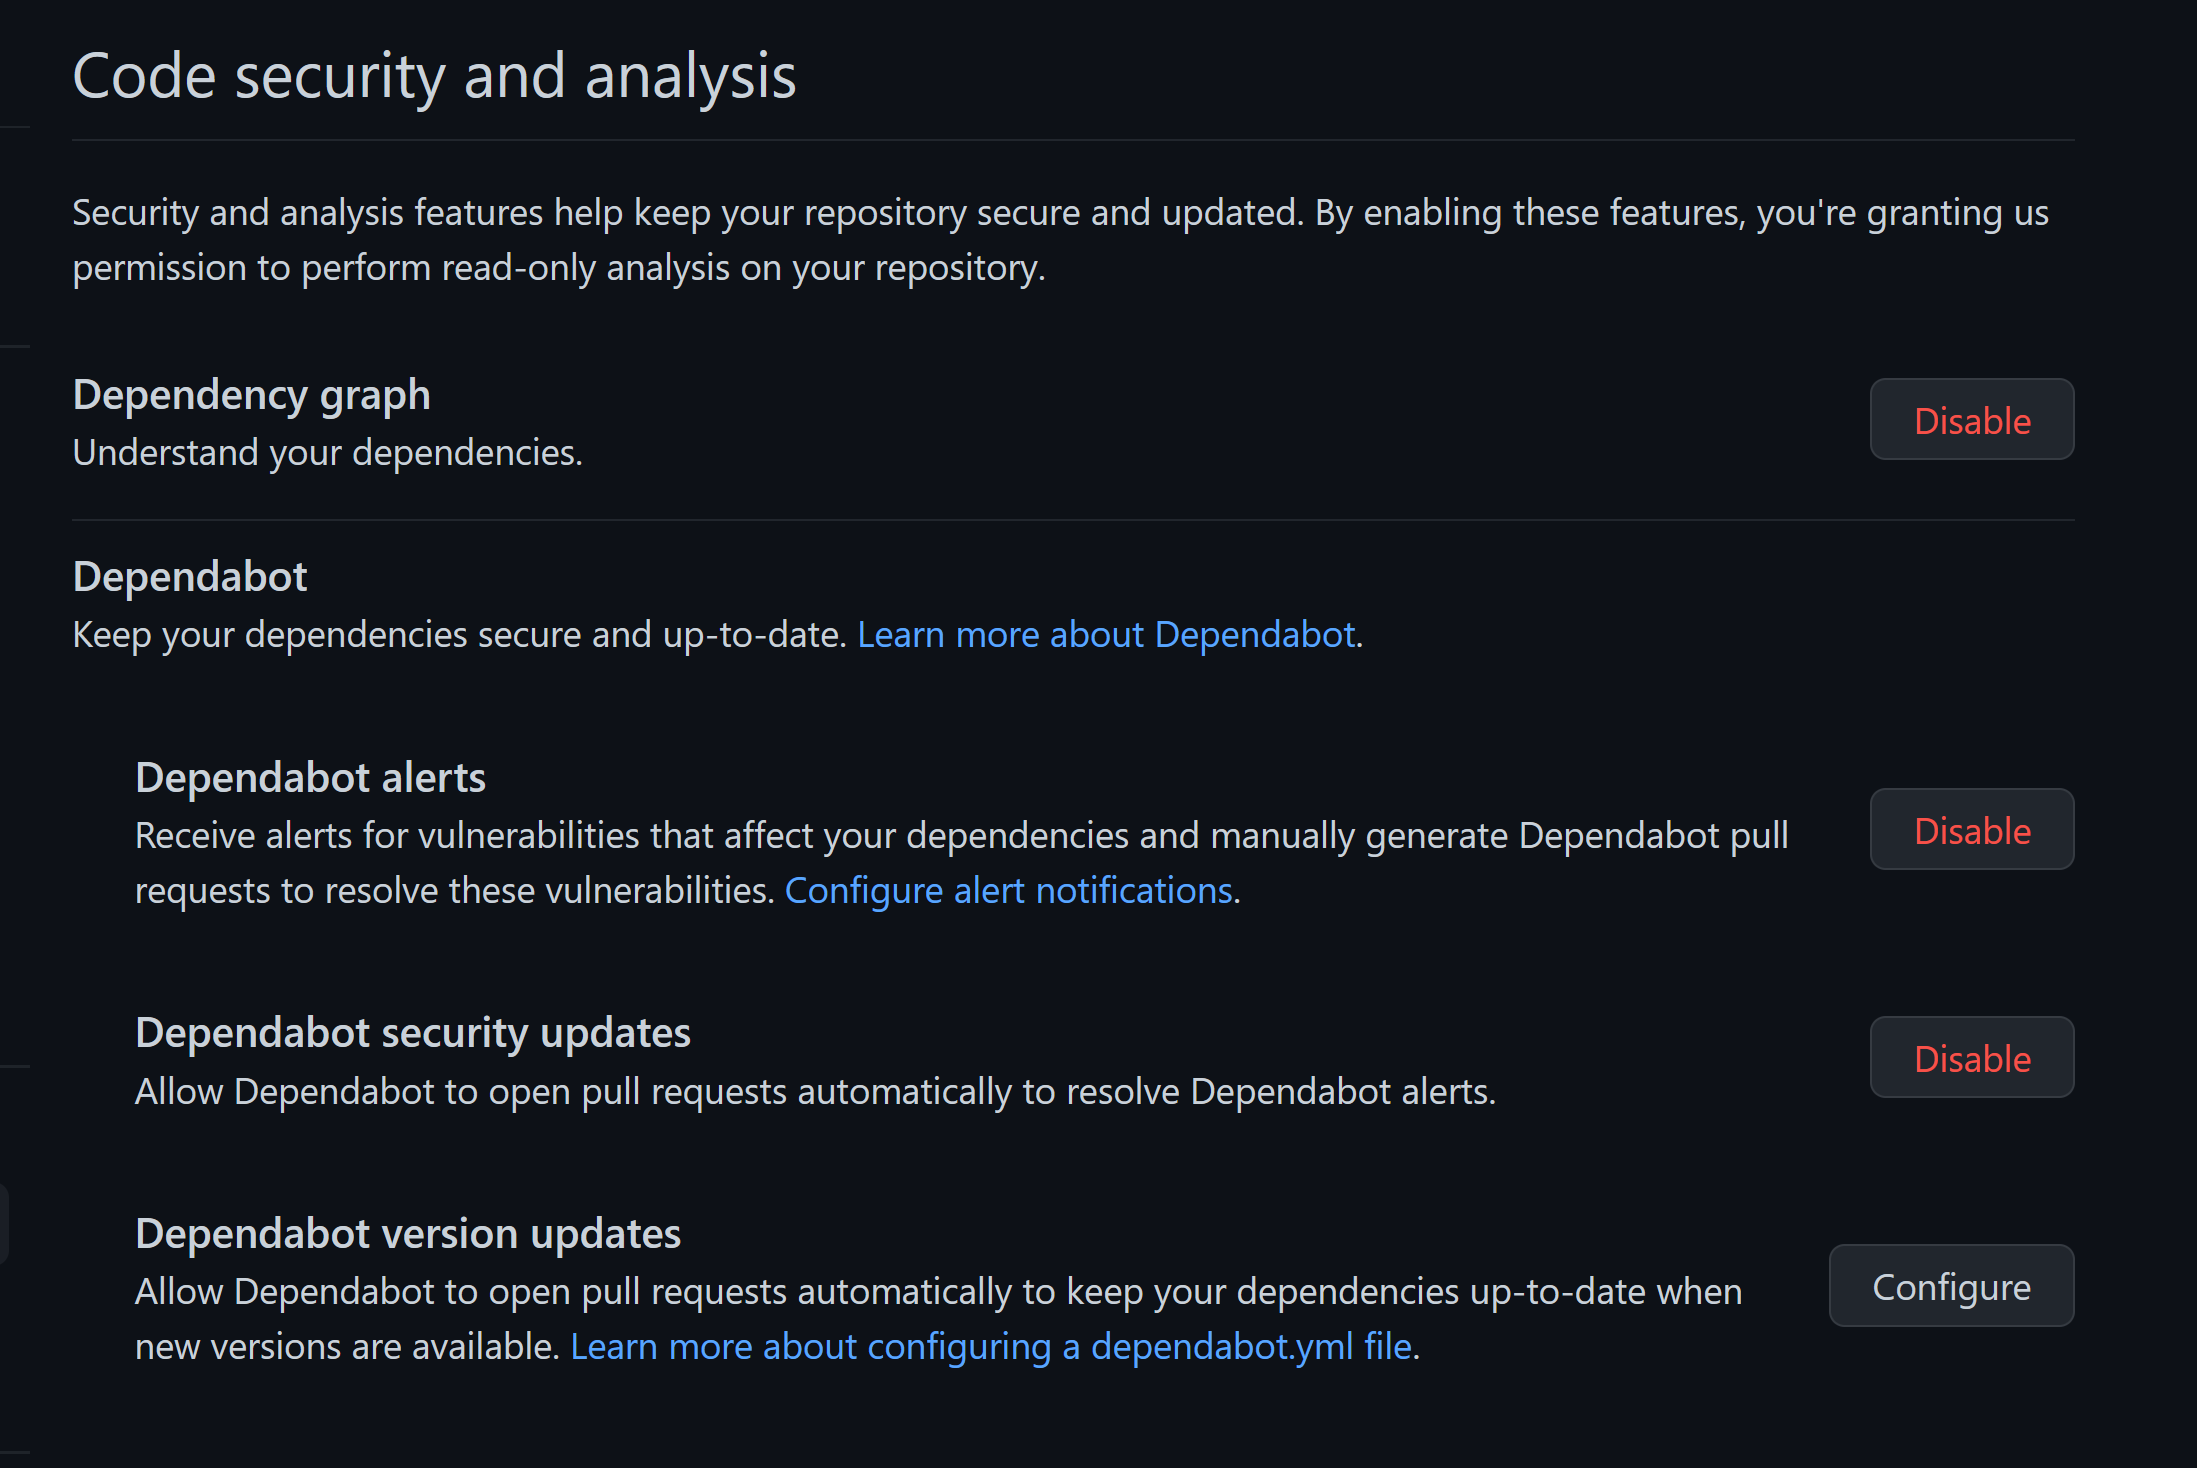 Code security and analysis
Security and analysis features help keep your repository secure and updated. By enabling these features, you're granting us
permission to perform read-only analysis on your repository.
Dependency graph
Understand your dependencies.
Disable
Dependabot
Keep your dependencies secure and up-to-date. Learn more about Dependabot.
Dependabot alerts
Receive alerts for vulnerabilities that affect your dependencies and manually generate Dependabot pull
requests to resolve these vulnerabilities. Configure alert notifications.
Disable
Dependabot security updates
Allow Dependabot to open pull requests automatically to resolve Dependabot alerts.
Disable
Dependabot version updates
Allow Dependabot to open pull requests automatically to keep your dependencies up-to-date when
new versions are available. Learn more about configuring a dependabot.yml file.
Configure